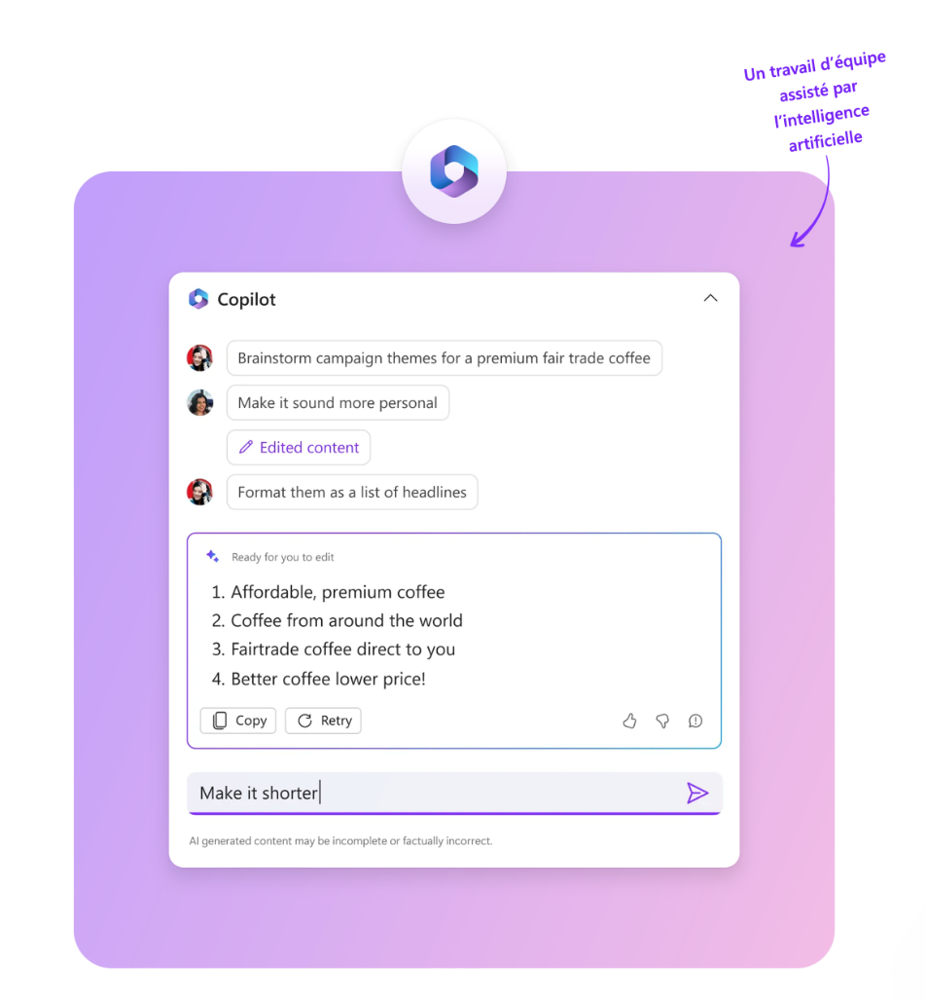 Un travail d’équipe
assisté par
l’intelligence
artificielle
Copilot
Brainstorm campaign themes for a premium fair trade coffee
Make it sound more personal
Edited content
Format them as a list of headlines
Ready for you to edit
1. Affordable, premium coffee
2. Coffee from around the world
3. Fairtrade coffee direct to you
4. Better coffee lower price!
Copy Retry
Make it shorter
AI generated content may be incomplete or factually incorrect.